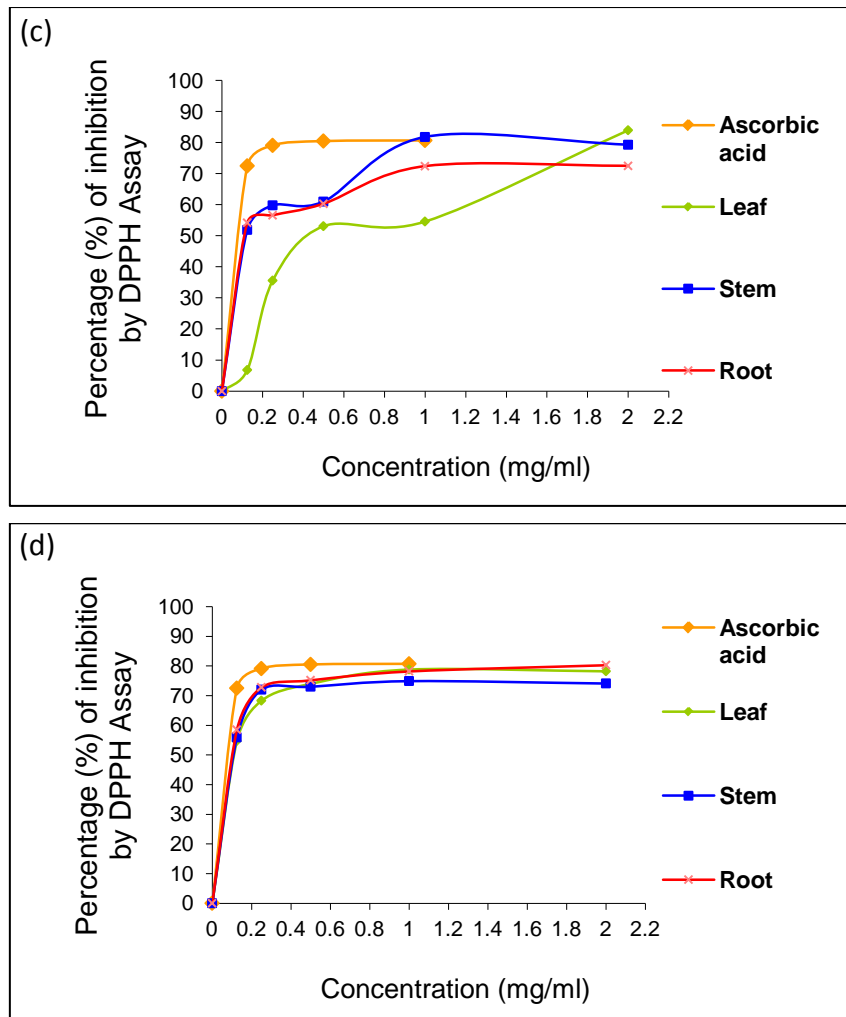 (c)
Percentage (%) of inhibition
by DPPH Assay
100
90
80
70
60
50
40
30
20
10
0
0 0.2 0.4 0.6 0.8 1 1.2 1.4 1.6 1.8 2 2.2
Concentration (mg/ml)
Ascorbic
acid
Leaf
Stem
Root
(d)
Percentage (%) of inhibition
by DPPH Assay
100
90
80
70
60
50
40
30
20
10
0
0 0.2 0.4 0.6 0.8 1 1.2 1.4 1.6 1.8 2 2.2
Concentration (mg/ml)
Ascorbic
acid
Leaf
Stem
Root